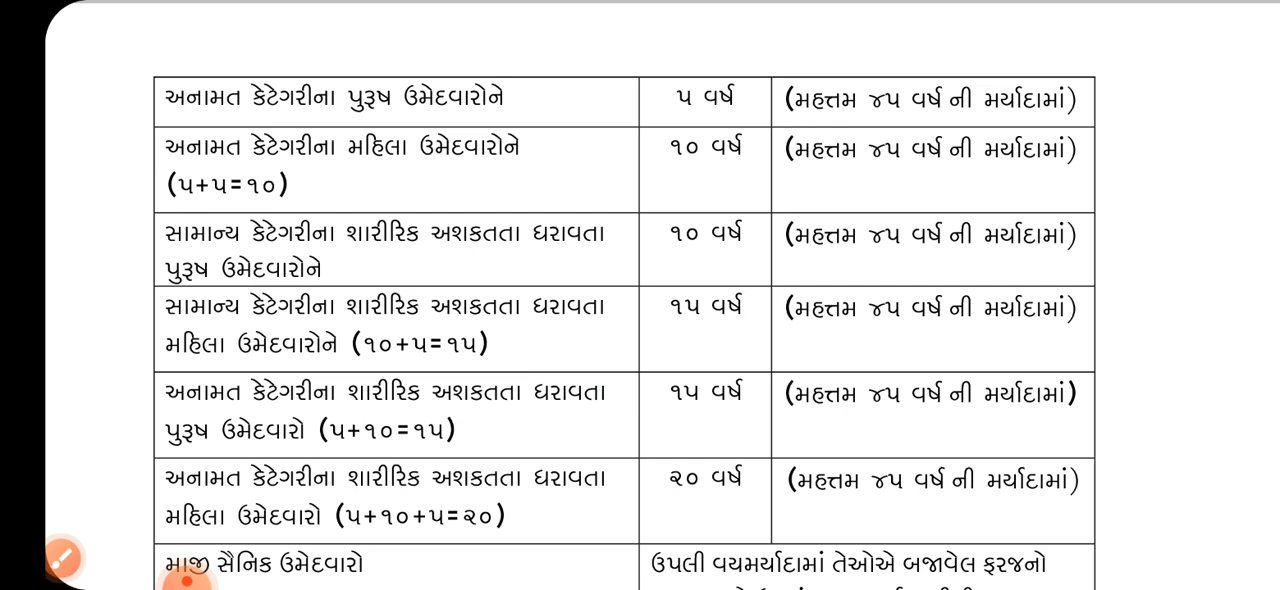 અનામત કેટેગરીના પુરૂષ ઉમેદવારોને ૫ વર્ષ (મહત્તમ ૪૫ વર્ષ ની મર્યાદામાં)
અનામત કેટેગરીના મહિલા ઉમેદવારોને ૧૦ વર્ષ (મહત્તમ ૪૫ વર્ષ ની મર્યાદામાં)
(૫+૫=૧૦)
સામાન્ય કેટેગરીના શારીરિક અશકતતા ધરાવતા ૧૦ વર્ષ (મહત્તમ ૪૫ વર્ષ ની મર્યાદામાં)
પુરૂષ ઉમેદવારોને
સામાન્ય કેટેગરીના શારીરિક અશકતતા ધરાવતા ૧૫ વર્ષ (મહત્તમ ૪૫ વર્ષ ની મર્યાદામાં)
મહિલા ઉમેદવારોને (૧૦+૫=૧૫)
અનામત કેટેગરીના શારીરિક અશકતતા ધરાવતા ૧૫ વર્ષ (મહત્તમ ૪૫ વર્ષ ની મર્યાદામાં)
પુરૂષ ઉમેદવારો (૫+૧૦=૧૫)
અનામત કેટેગરીના શારીરિક અશકતતા ધરાવતા ૨૦ વર્ષ (મહત્તમ ૪૫ વર્ષ ની મર્યાદામાં)
મહિલા ઉમેદવારો (૫+૧૦+૫=૨૦)
માજી સૈનિક ઉમેદવારો ઉપલી વયમર્યાદામાં તેઓએ બજાવેલ ફરજનો